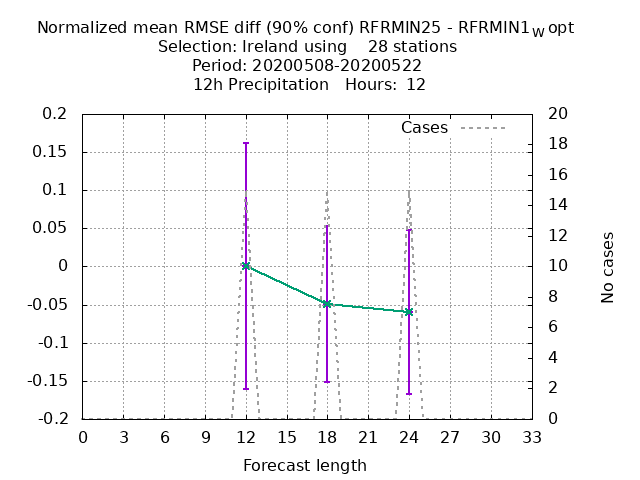 Normalized mean RMSE diff (90% conf) RFRMIN25 - RFRMIN1W opt
Selection: Ireland using    28 stations
Period: 20200508-20200522
12h Precipitation   Hours:  12
Cases
0.2
0.15
0.1
0.05
0
-0.05
-0.1
-0.15
-0.2
20
18
16
14
12
10
8
6
4
2
0
No cases
0 3 6 9 12 15 18 21 24 27 30 33
Forecast length